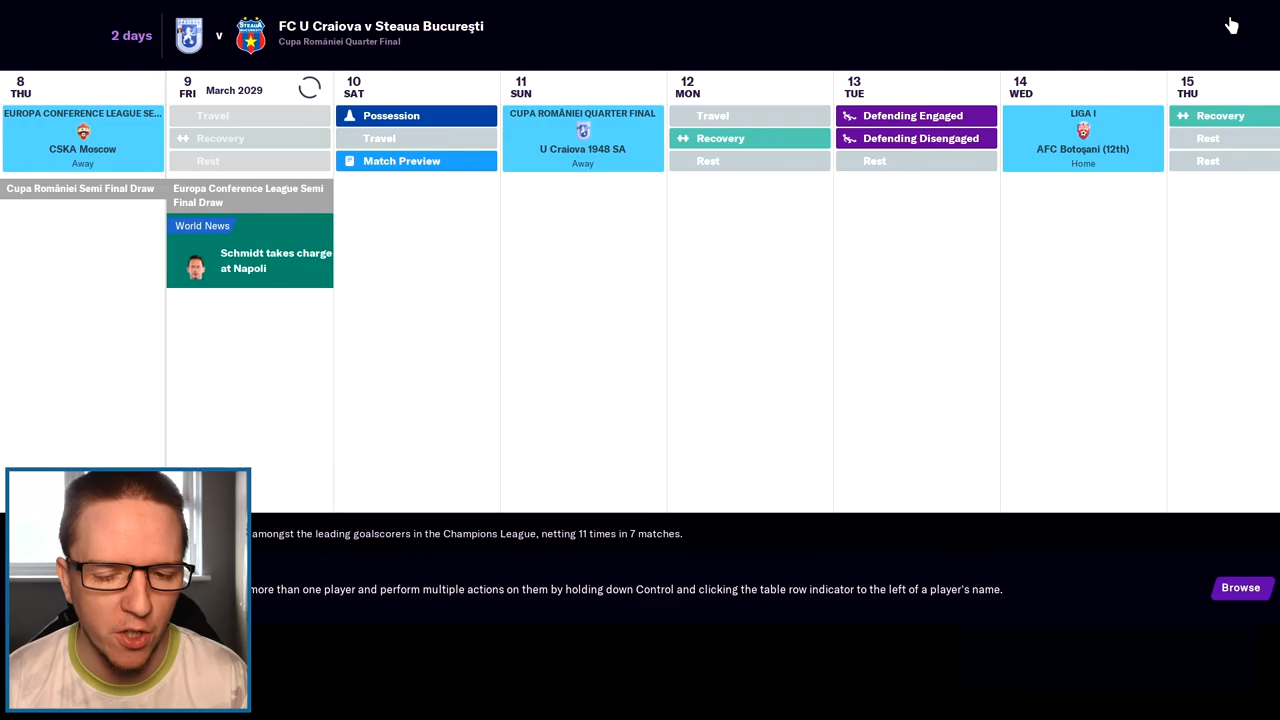 2 days
v
FC U Craiova v Steaua Bucureşti
Cupa României Quarter Final
STEAUA
8
THU
EUROPA CONFERENCE LEAGUE SE...
CSKA Moscow
Away
Cupa României Semi Final Draw
9
FRI
March 2029
Travel
Recovery
Rest
Europa Conference League Semi
Final Draw
World News
Schmidt takes charge
at Napoli
10
SAT
Possession
Travel
Match Preview
11
SUN
CUPA ROMÂNIEI QUARTER FINAL
U Craiova 1948 SA
Away
12
MON
Travel
Recovery
Rest
13
TUE
Defending Engaged
Defending Disengaged
Rest
14
WED
LIGA I
AFC Botoşani (12th)
Home
15
THU
Recovery
Rest
Rest
amongst the leading goalscorers in the Champions League, netting 11 times in 7 matches.
more than one player and perform multiple actions on them by holding down Control and clicking the table row indicator to the left of a player's name.
Browse